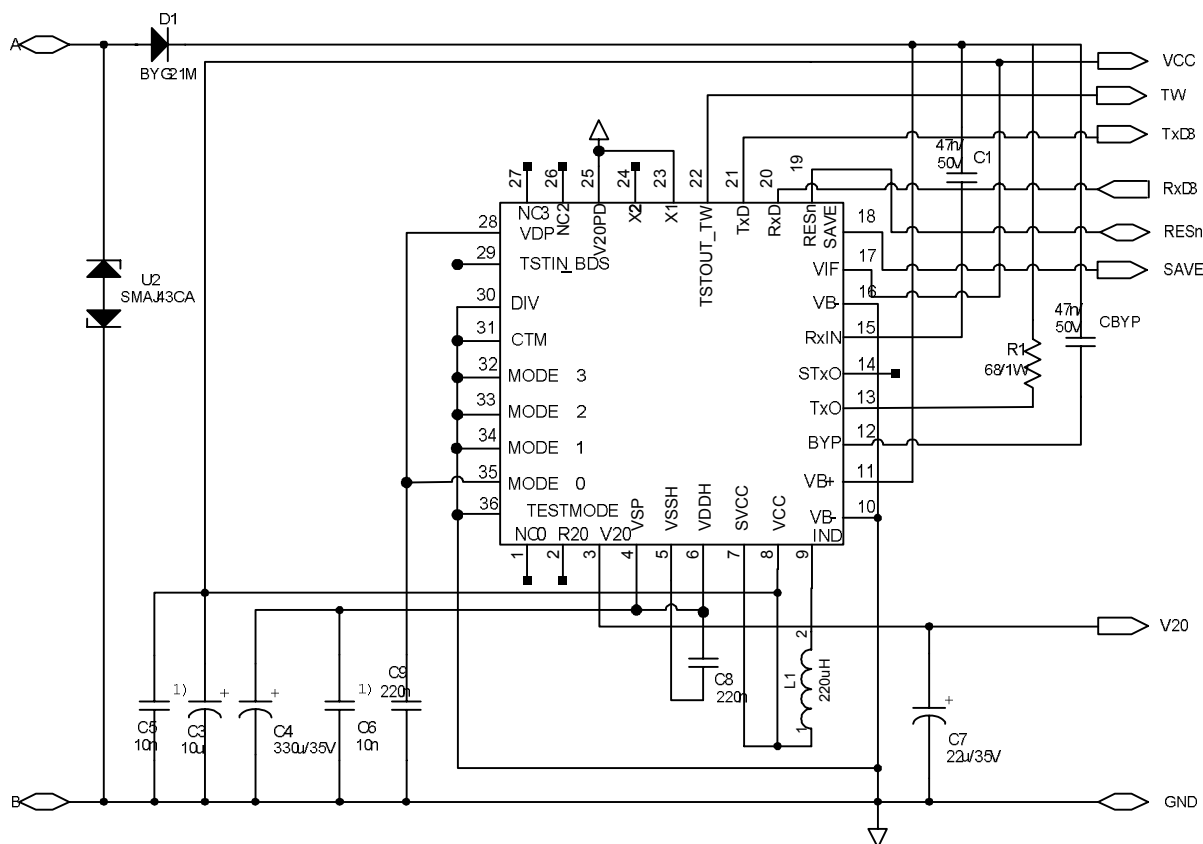 D1
A
BYG21M
VCC
TW
TxD3
RxD3
RESn
SAVE
47n/
50V
C1
27
26
25
24
23
22
21
20
19
NC3
NC2
V20PD
X2
X1
TSTOUT_TW
TxD
RxD
RESn
SAVE
28
VDP
29
TSTIN_BDS
30
DIV
31
CTM
32
MODE 3
33
MODE 2
34
MODE 1
35
MODE 0
36
TESTMODE
18
VIF
17
VB-
16
RxIN
15
STxO
14
TxO
13
BYP
12
VB+
11
VB-
10
IND
U2
SMAJ43CA
47n/
50V
CBYP
R1
68/1W
NC0
R20
V20
VSP
VSSH
VDDH
SVCC
VCC
1
2
3
4
5
6
7
8
9
V20
2
L1
220uH
1
C8
220n
C9
220n
1)
1)
+
+
+
C5
10n
C3
10u
C4
330u/35V
C6
10n
C7
22u/35V
B
GND